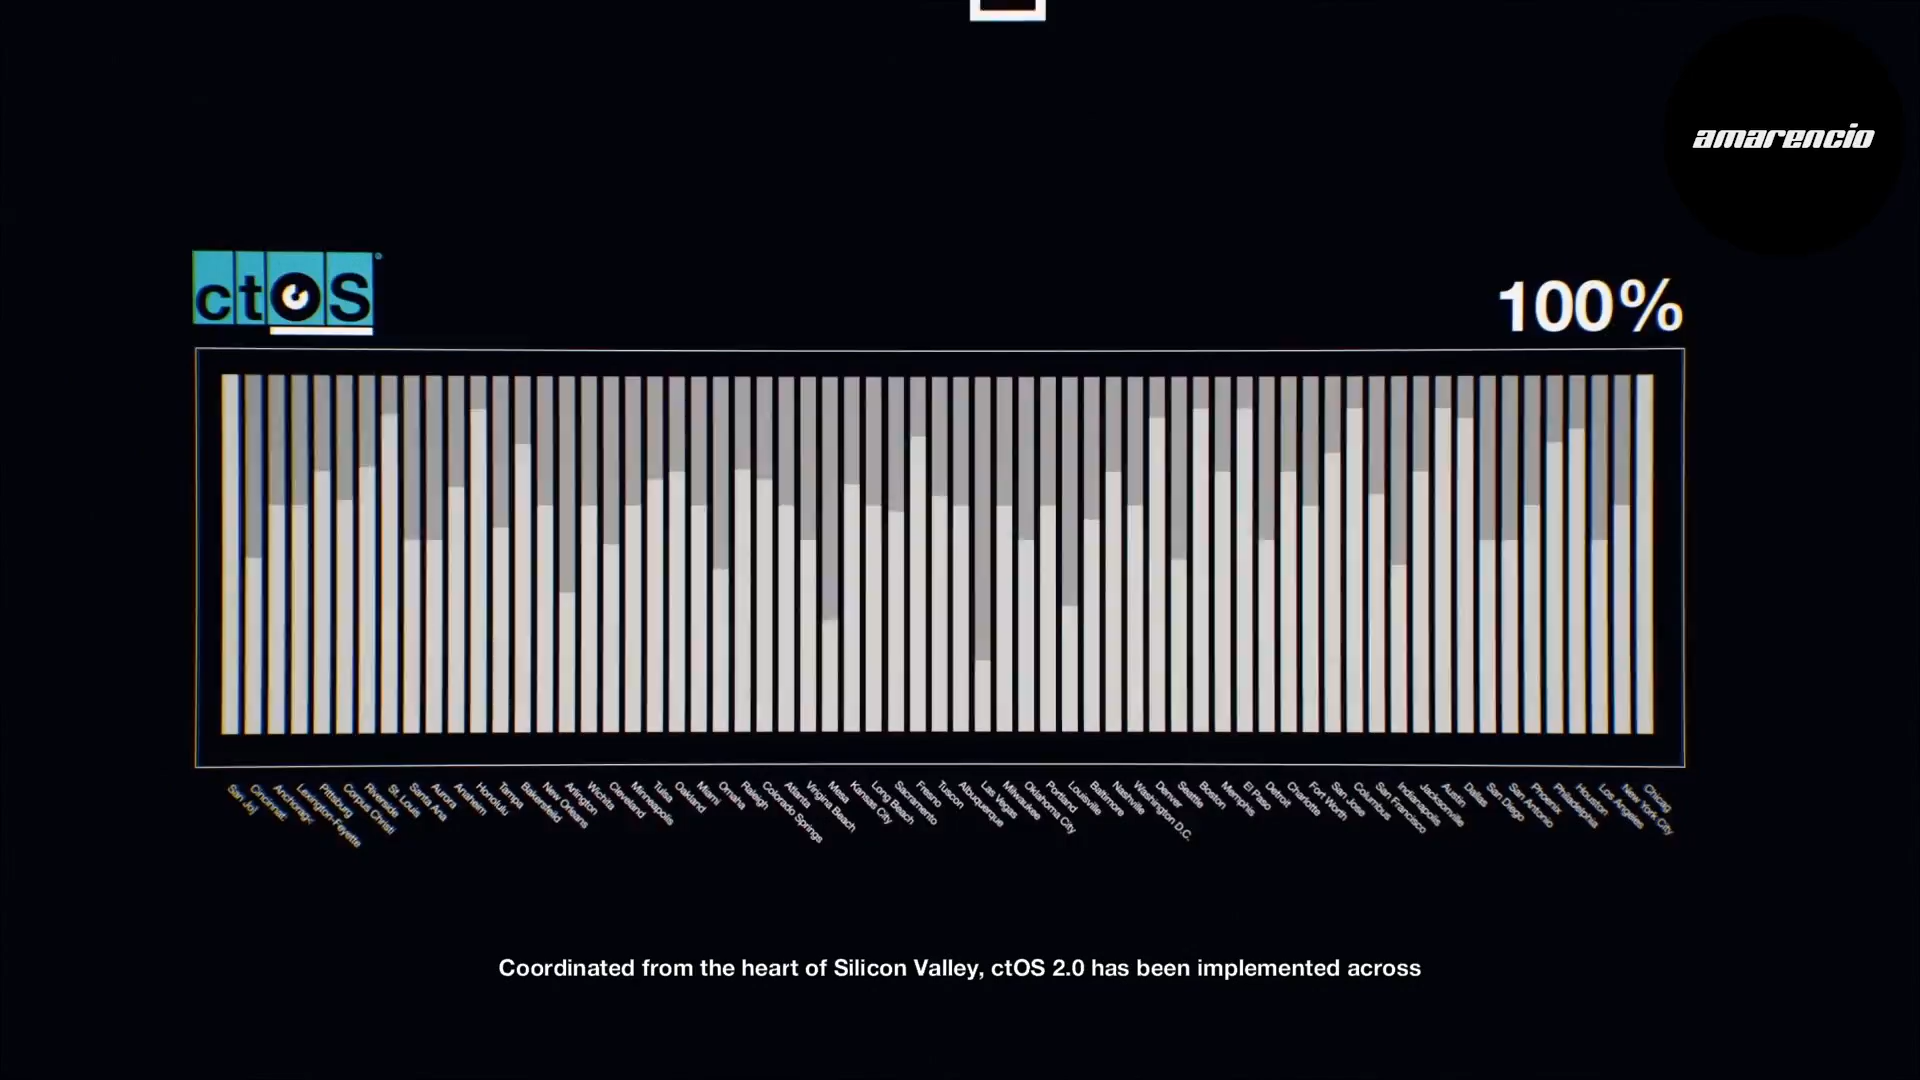 amarencio
ctOS
100%
Cincinnati
Anchorage
Lexington-Feyette
Pittsburg
Corpus Christi
Riverside
St. Louis
Santa Ana
Aurora
Anaheim
Honolulu
Tampa
Bakersfield
New Orleans
Arlington
Wichita
Cleveland
Minneapolis
Tulsa
Oakland
Miami
Omaha
Raleigh
Colorado Springs
Atlanta
Virginia Beach
Mesa
Kansas City
Long Beach
Sacramento
Fresno
Tuscon
Albuquerque
Las Vegas
Milwaukee
Oklahoma City
Portland
Louisville
Baltimore
Nashville
Washington D.C.
Denver
Seattle
Boston
Memphis
El Paso
Detroit
Charlotte
Fort Worth
San Jose
Columbus
San Francisco
Indianapolis
Jacksonville
Austin
Dallas
San Diego
San Antonio
Phoenix
Philadelphia
Houston
Los Angeles
New York City
Coordinated from the heart of Silicon Valley, ctOS 2.0 has been implemented across